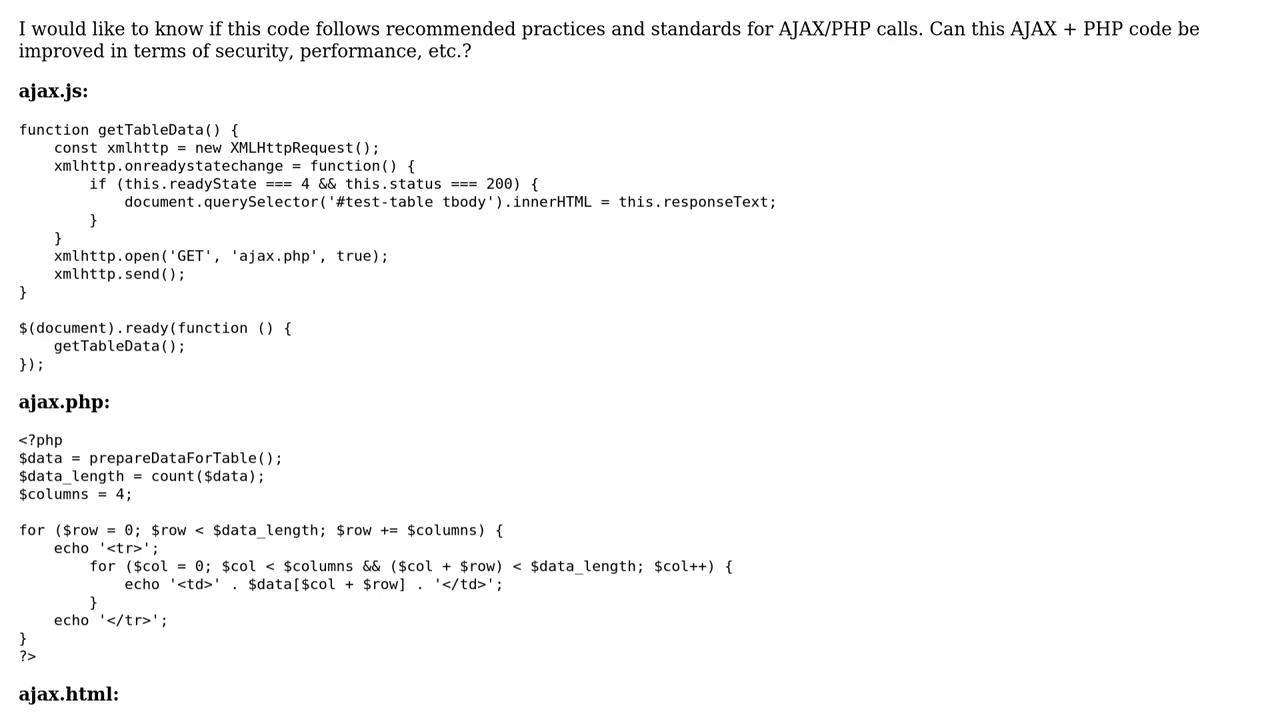 I would like to know if this code follows recommended practices and standards for AJAX/PHP calls. Can this AJAX + PHP code be
improved in terms of security, performance, etc.?
ajax.js:
function getTableData() {
    const xmlhttp = new XMLHttpRequest();
    xmlhttp.onreadystatechange = function() {
        if (this.readyState === 4 && this.status === 200) {
            document.querySelector('#test-table tbody').innerHTML = this.responseText;
        }
    }
    xmlhttp.open('GET', 'ajax.php', true);
    xmlhttp.send();
}
$(document).ready(function () {
    getTableData();
});
ajax.php:
<?php
$data = prepareDataForTable();
$data_length = count($data);
$columns = 4;
for ($row = 0; $row < $data_length; $row += $columns) {
    echo '<tr>';
        for ($col = 0; $col < $columns && ($col + $row) < $data_length; $col++) {
            echo '<td>' . $data[$col + $row] . '</td>';
        }
    echo '</tr>';
}
?>
ajax.html: